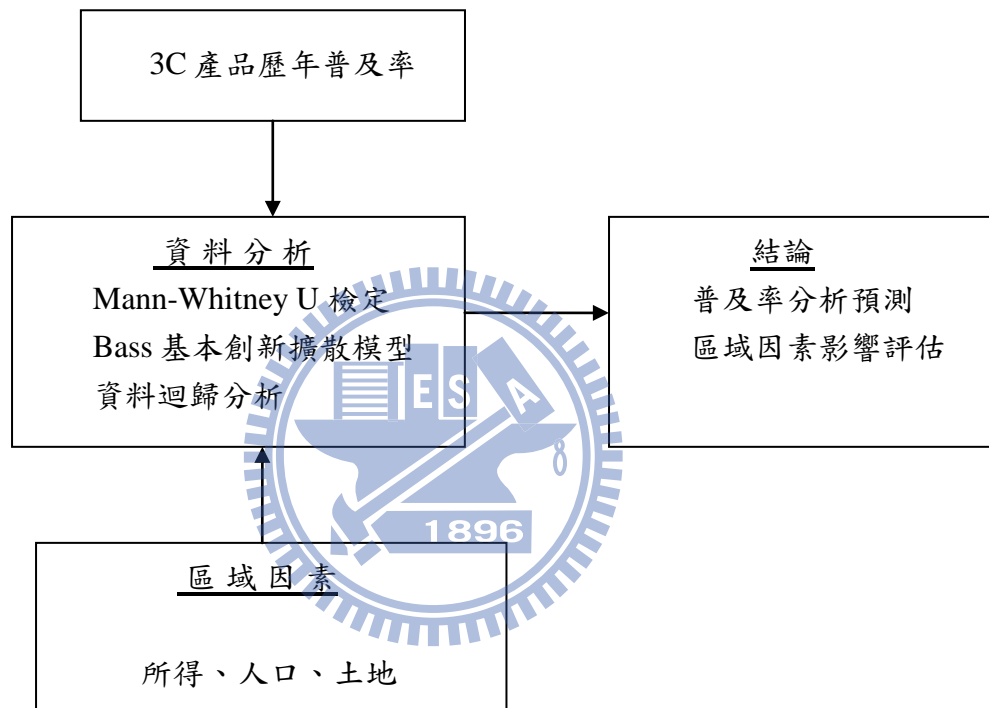 3C 產品歷年普及率
資 料 分 析
Mann-Whitney U 檢定
Bass 基本創新擴散模型
資料迴歸分析
結論
普及率分析預測
區域因素影響評估
E S A
8
1896
區 域 因 素
所得、人口、土地